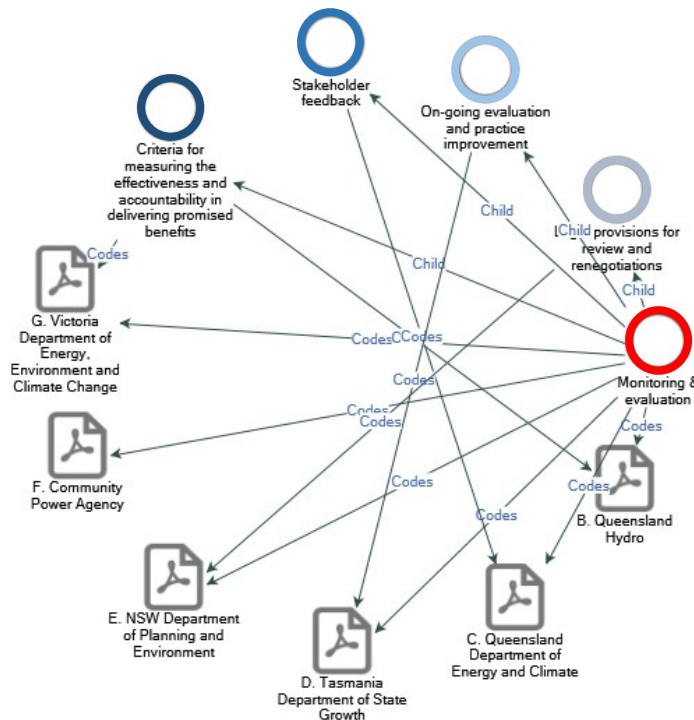 Stakeholder
feedback
On-going evaluation
and practice
improvement
Criteria for
measuring the
effectiveness and
accountability in
delivering promised
benefits
provisions for
review and
renegotiations
Child
Child
Child
Child
Codes
G. Victoria
Department of
Energy,
Environment and
Climate Change
Codes
Codes
Monitoring &
evaluation
Codes
Codes
Codes
Codes
F. Community
Power Agency
Codes
Codes
B. Queensland
Hydro
Codes
Codes
E. NSW Department
of Planning and
Environment
C. Queensland
Department of
Energy and Climate
D. Tasmania
Department of State
Growth